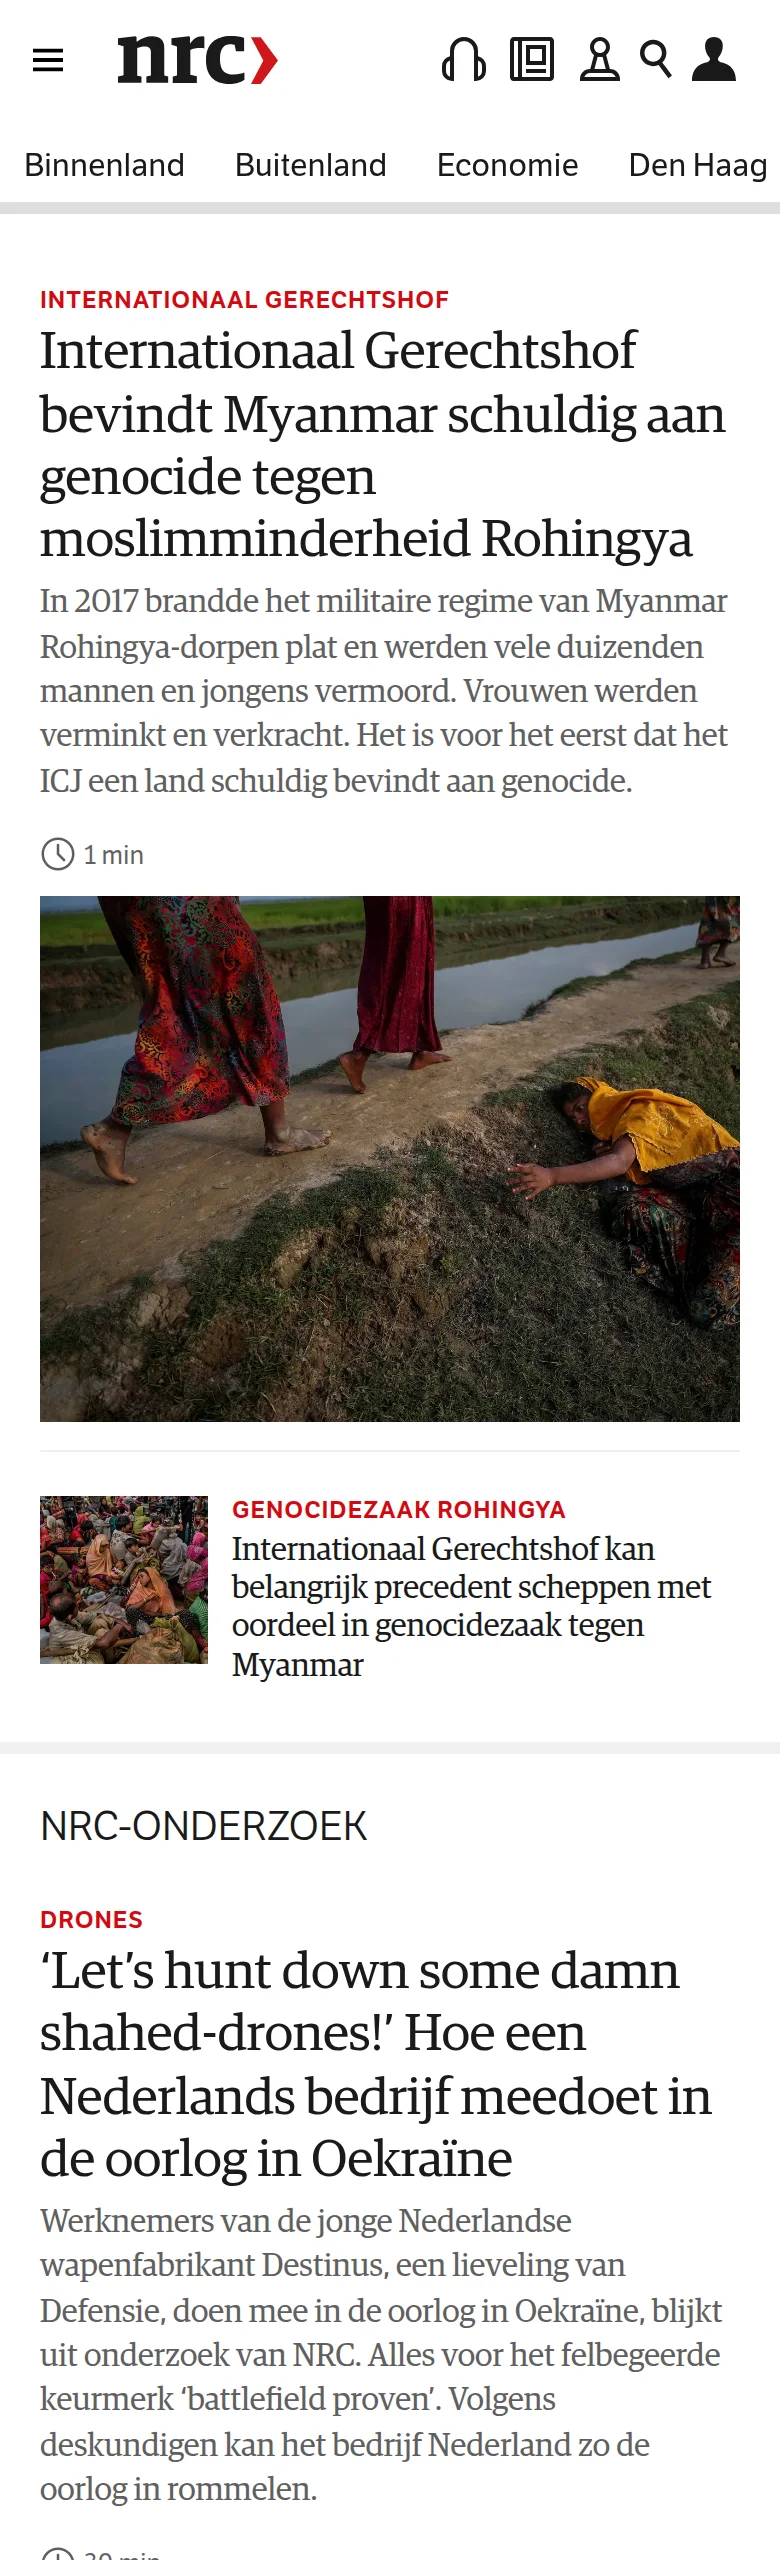 nrc
Binnenland Buitenland Economie Den Haag
INTERNATIONAAL GERECHTSHOF
Internationaal Gerechtshof
bevindt Myanmar schuldig aan
genocide tegen
moslimminderheid Rohingya
In 2017 brandde het militaire regime van Myanmar
Rohingya-dorpen plat en werden vele duizenden
mannen en jongens vermoord. Vrouwen werden
verminkt en verkracht. Het is voor het eerst dat het
ICJ een land schuldig bevindt aan genocide.
1 min
GENOCIDEZAAK ROHINGYA
Internationaal Gerechtshof kan
belangrijk precedent scheppen met
oordeel in genocidezaak tegen
Myanmar
NRC-ONDERZOEK
DRONES
‘Let’s hunt down some damn
shahed-drones!’ Hoe een
Nederlands bedrijf meedoet in
de oorlog in Oekraïne
Werknemers van de jonge Nederlandse
wapenfabrikant Destinus, een lieveling van
Defensie, doen mee in de oorlog in Oekraïne, blijkt
uit onderzoek van NRC. Alles voor het felbegeerde
keurmerk ‘battlefield proven’. Volgens
deskundigen kan het bedrijf Nederland zo de
oorlog in rommelen.